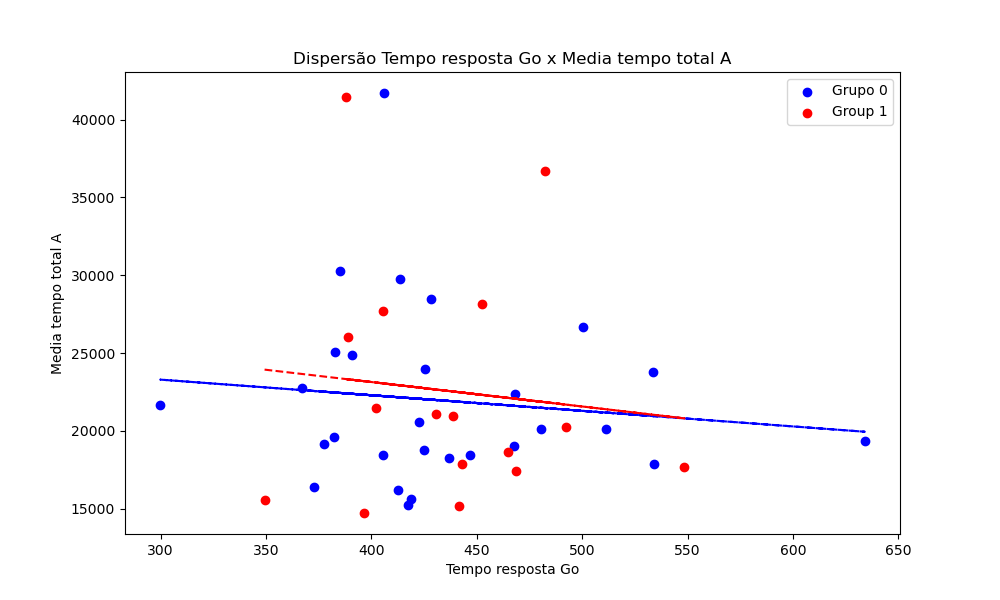 Dispersão Tempo resposta Go x Media tempo total A
Grupo 0
Group 1
40000
35000
30000
25000
20000
15000
Media tempo total A
300 350 400 450 500 550 600 650
Tempo resposta Go